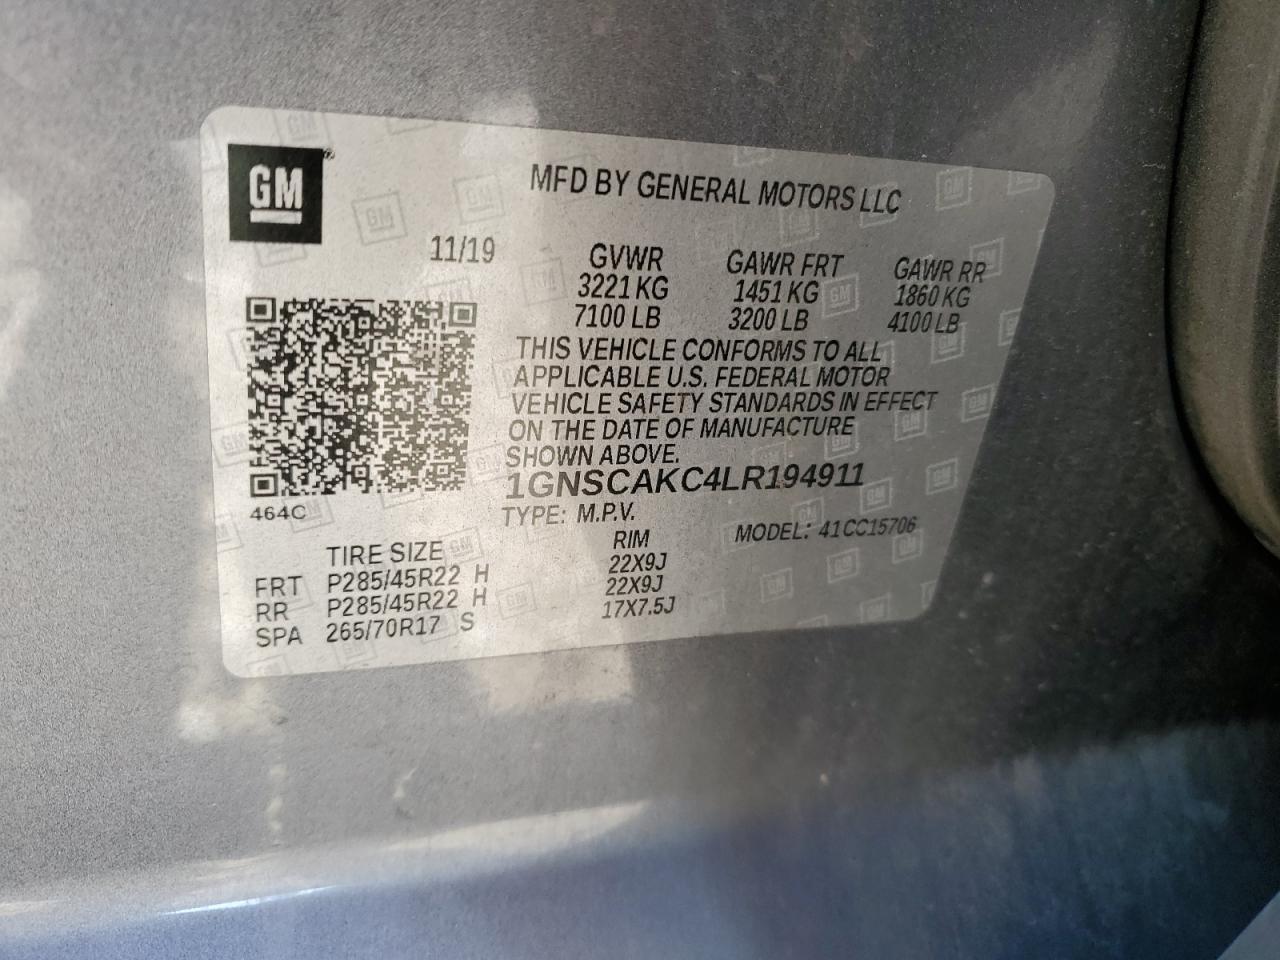 GM
MFD BY GENERAL MOTORS LLC
11/19
GVWR GAWR FRT GAWR RR
3221 KG 1451 KG 1860 KG
7100 LB 3200 LB 4100 LB
THIS VEHICLE CONFORMS TO ALL
APPLICABLE U.S. FEDERAL MOTOR
VEHICLE SAFETY STANDARDS IN EFFECT
ON THE DATE OF MANUFACTURE
SHOWN ABOVE.
1GNSCAKC4LR194911
464C
TYPE: M.P.V. MODEL: 41CC15706
TIRE SIZE RIM
FRT P285/45R22 H 22X9J
RR P285/45R22 H 22X9J
SPA 265/70R17 S 17X7.5J